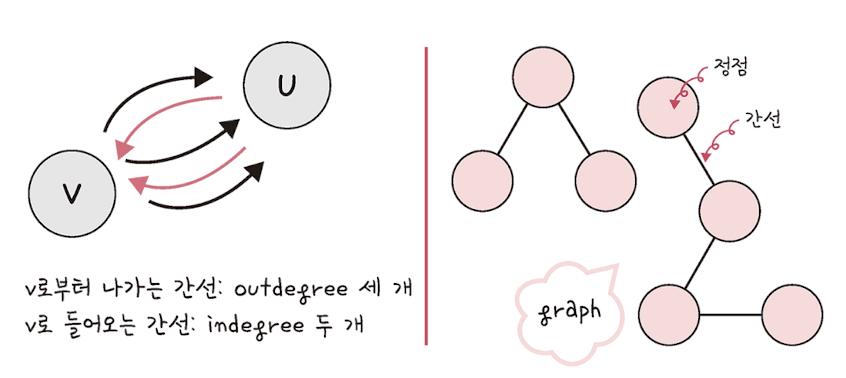 U
V
v로부터 나가는 간선: outdegree 세 개
v로 들어오는 간선: indegree 두 개
정점
간선
graph